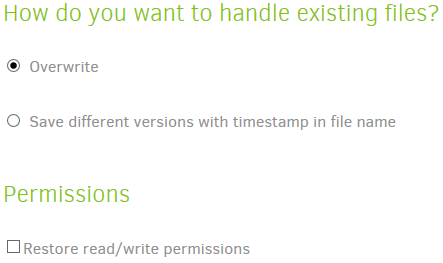 How do you want to handle existing files?
Overwrite
Save different versions with timestamp in file name
Permissions
Restore read/write permissions